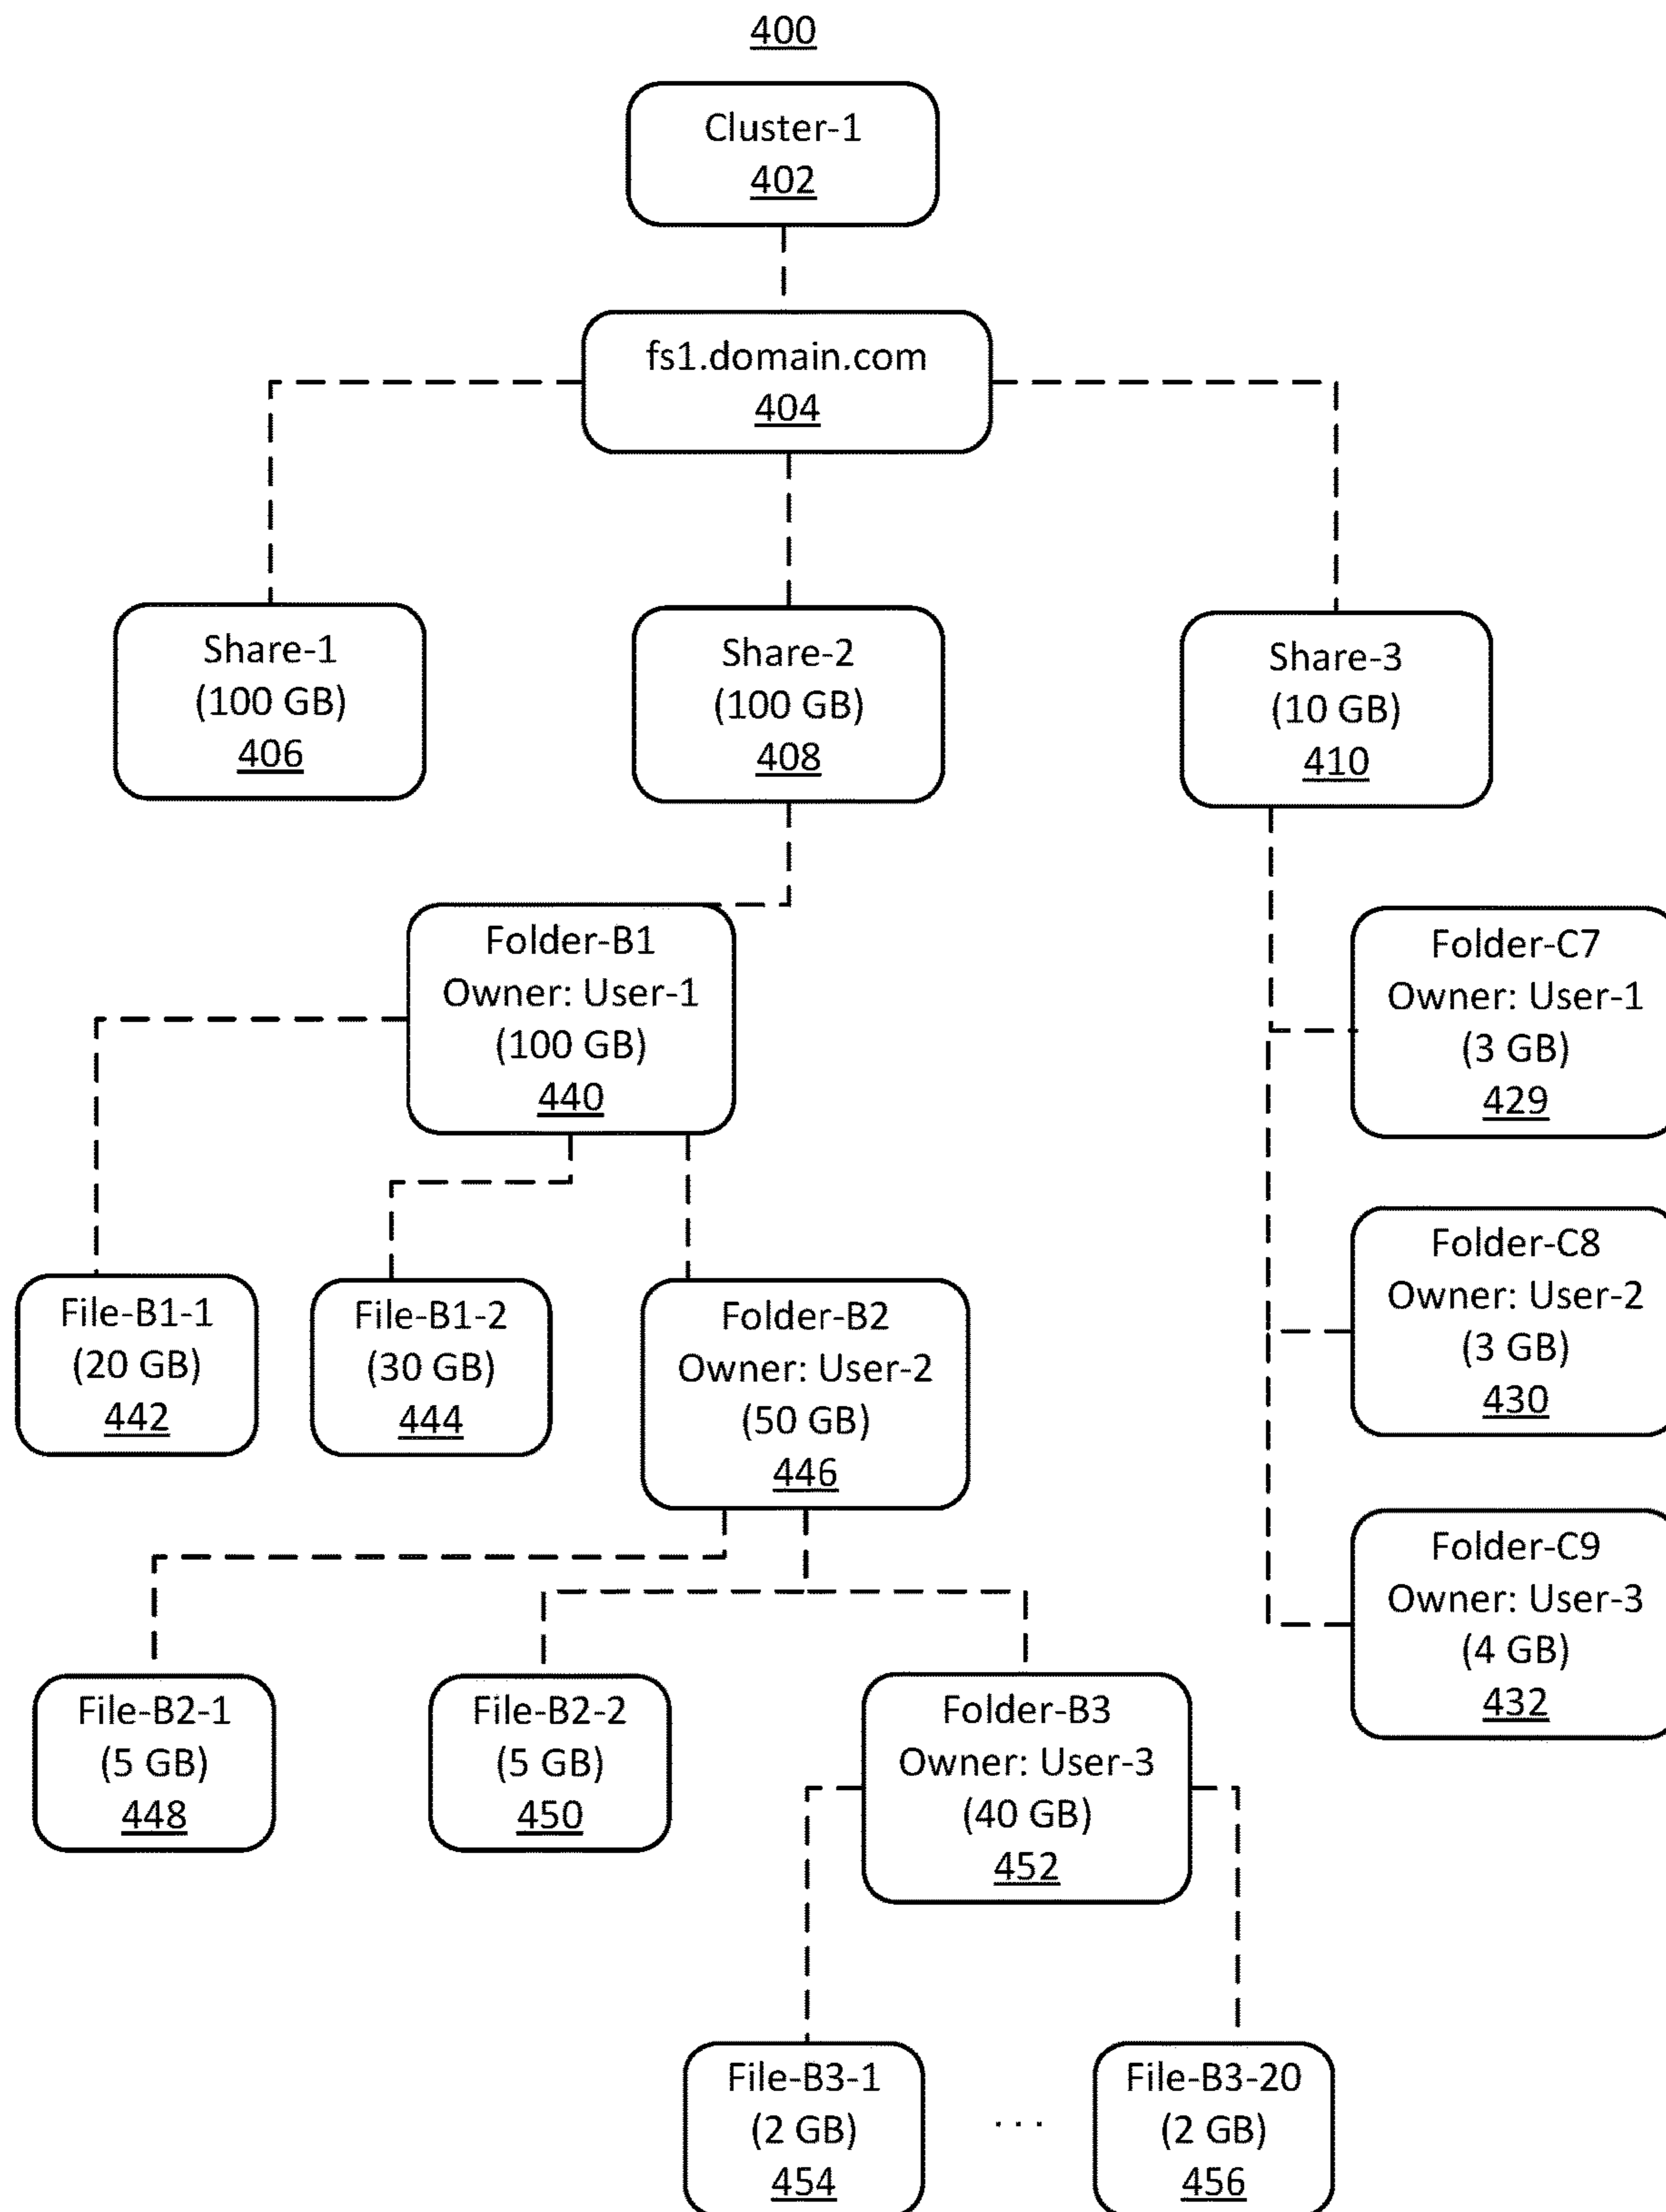 400
Cluster-1
402
fs1.domain.com
404
Share-1
(100 GB)
406
Share-2
(100 GB)
408
Share-3
(10 GB)
410
Folder-B1
Owner: User-1
(100 GB)
440
Folder-C7
Owner: User-1
(3 GB)
429
File-B1-1
(20 GB)
442
File-B1-2
(30 GB)
444
Folder-B2
Owner: User-2
(50 GB)
446
Folder-C8
Owner: User-2
(3 GB)
430
Folder-C9
Owner: User-3
(4 GB)
432
File-B2-1
(5 GB)
448
File-B2-2
(5 GB)
450
Folder-B3
Owner: User-3
(40 GB)
452
File-B3-1
(2 GB)
454
...
File-B3-20
(2 GB)
456